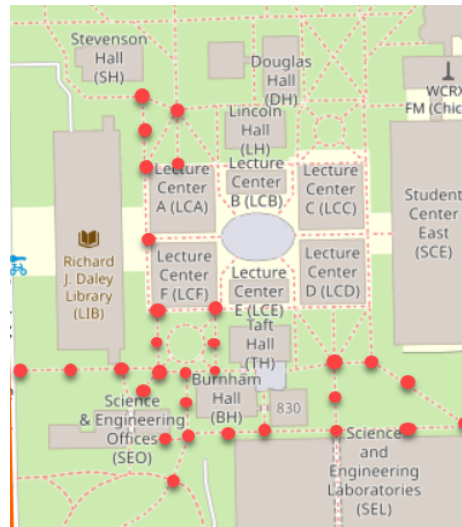 Stevenson
Hall
(SH)
Douglas
Hall
(DH)
WCRX
FM (Chic
Lincoln
Hall
(LH)
Lecture
Center
A (LCA)
Lecture
Center
B (LCB)
Lecture
Center
C (LCC)
Student
Center
East
(SCE)
Richard
J. Daley
Library
(LIB)
Lecture
Center
F (LCF)
Lecture
Center
E (LCE)
Lecture
Center
D (LCD)
Taft
Hall
(TH)
Burnham
Hall
(BH)
830
Science
& Engineering
Offices
(SEO)
Science
and
Engineering
Laboratories
(SEL)